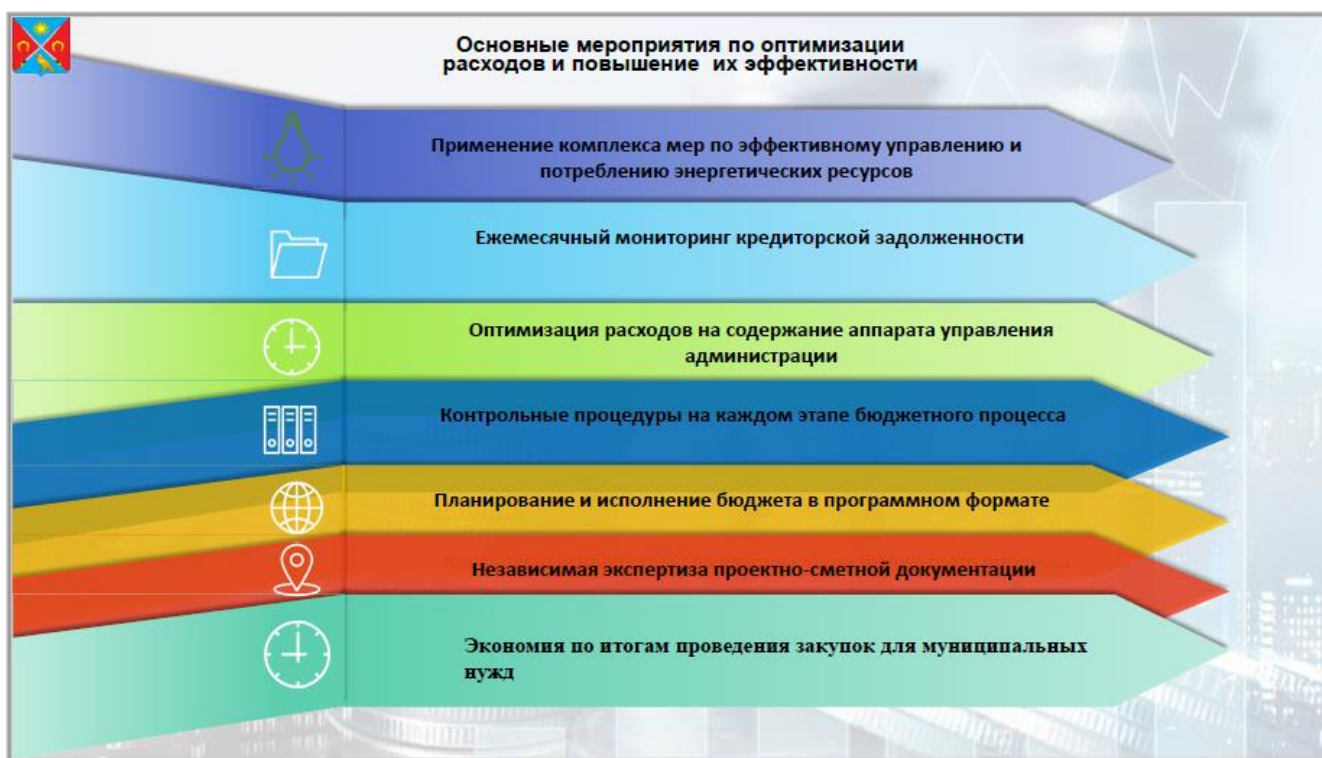 Основные мероприятия по оптимизации
расходов и повышение их эффективности
Применение комплекса мер по эффективному управлению и
потреблению энергетических ресурсов
Ежемесячный мониторинг кредиторской задолженности
Оптимизация расходов на содержание аппарата управления
администрации
Контрольные процедуры на каждом этапе бюджетного процесса
Планирование и исполнение бюджета в программном формате
Независимая экспертиза проектно-сметной документации
Экономия по итогам проведения закупок для муниципальных
нужд